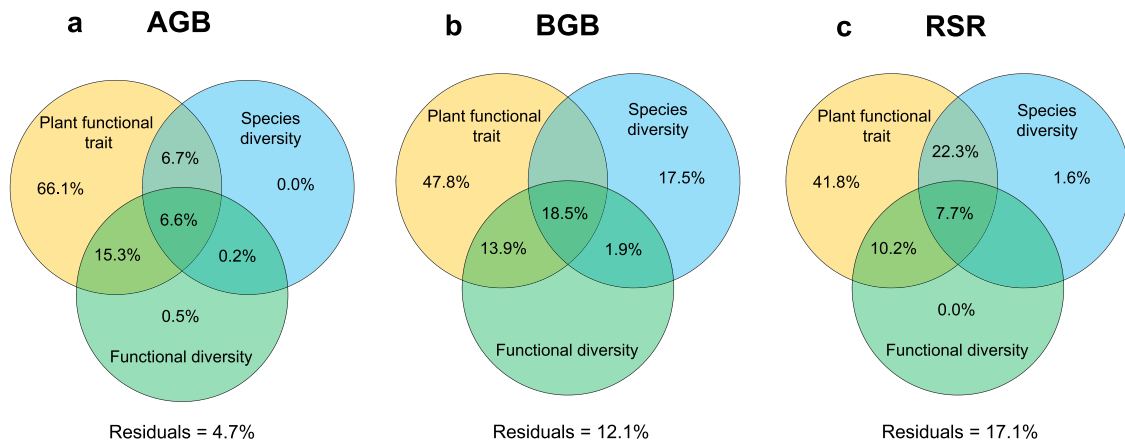 a AGB
Plant functional
trait
Species
diversity
6.7%
66.1%
0.0%
6.6%
15.3%
0.2%
0.5%
Functional diversity
Residuals = 4.7%
b BGB
Plant functional
trait
Species
diversity
47.8%
17.5%
18.5%
13.9%
1.9%
Functional diversity
Residuals = 12.1%
c RSR
Plant functional
trait
Species
diversity
22.3%
41.8%
1.6%
7.7%
10.2%
0.0%
Functional diversity
Residuals = 17.1%